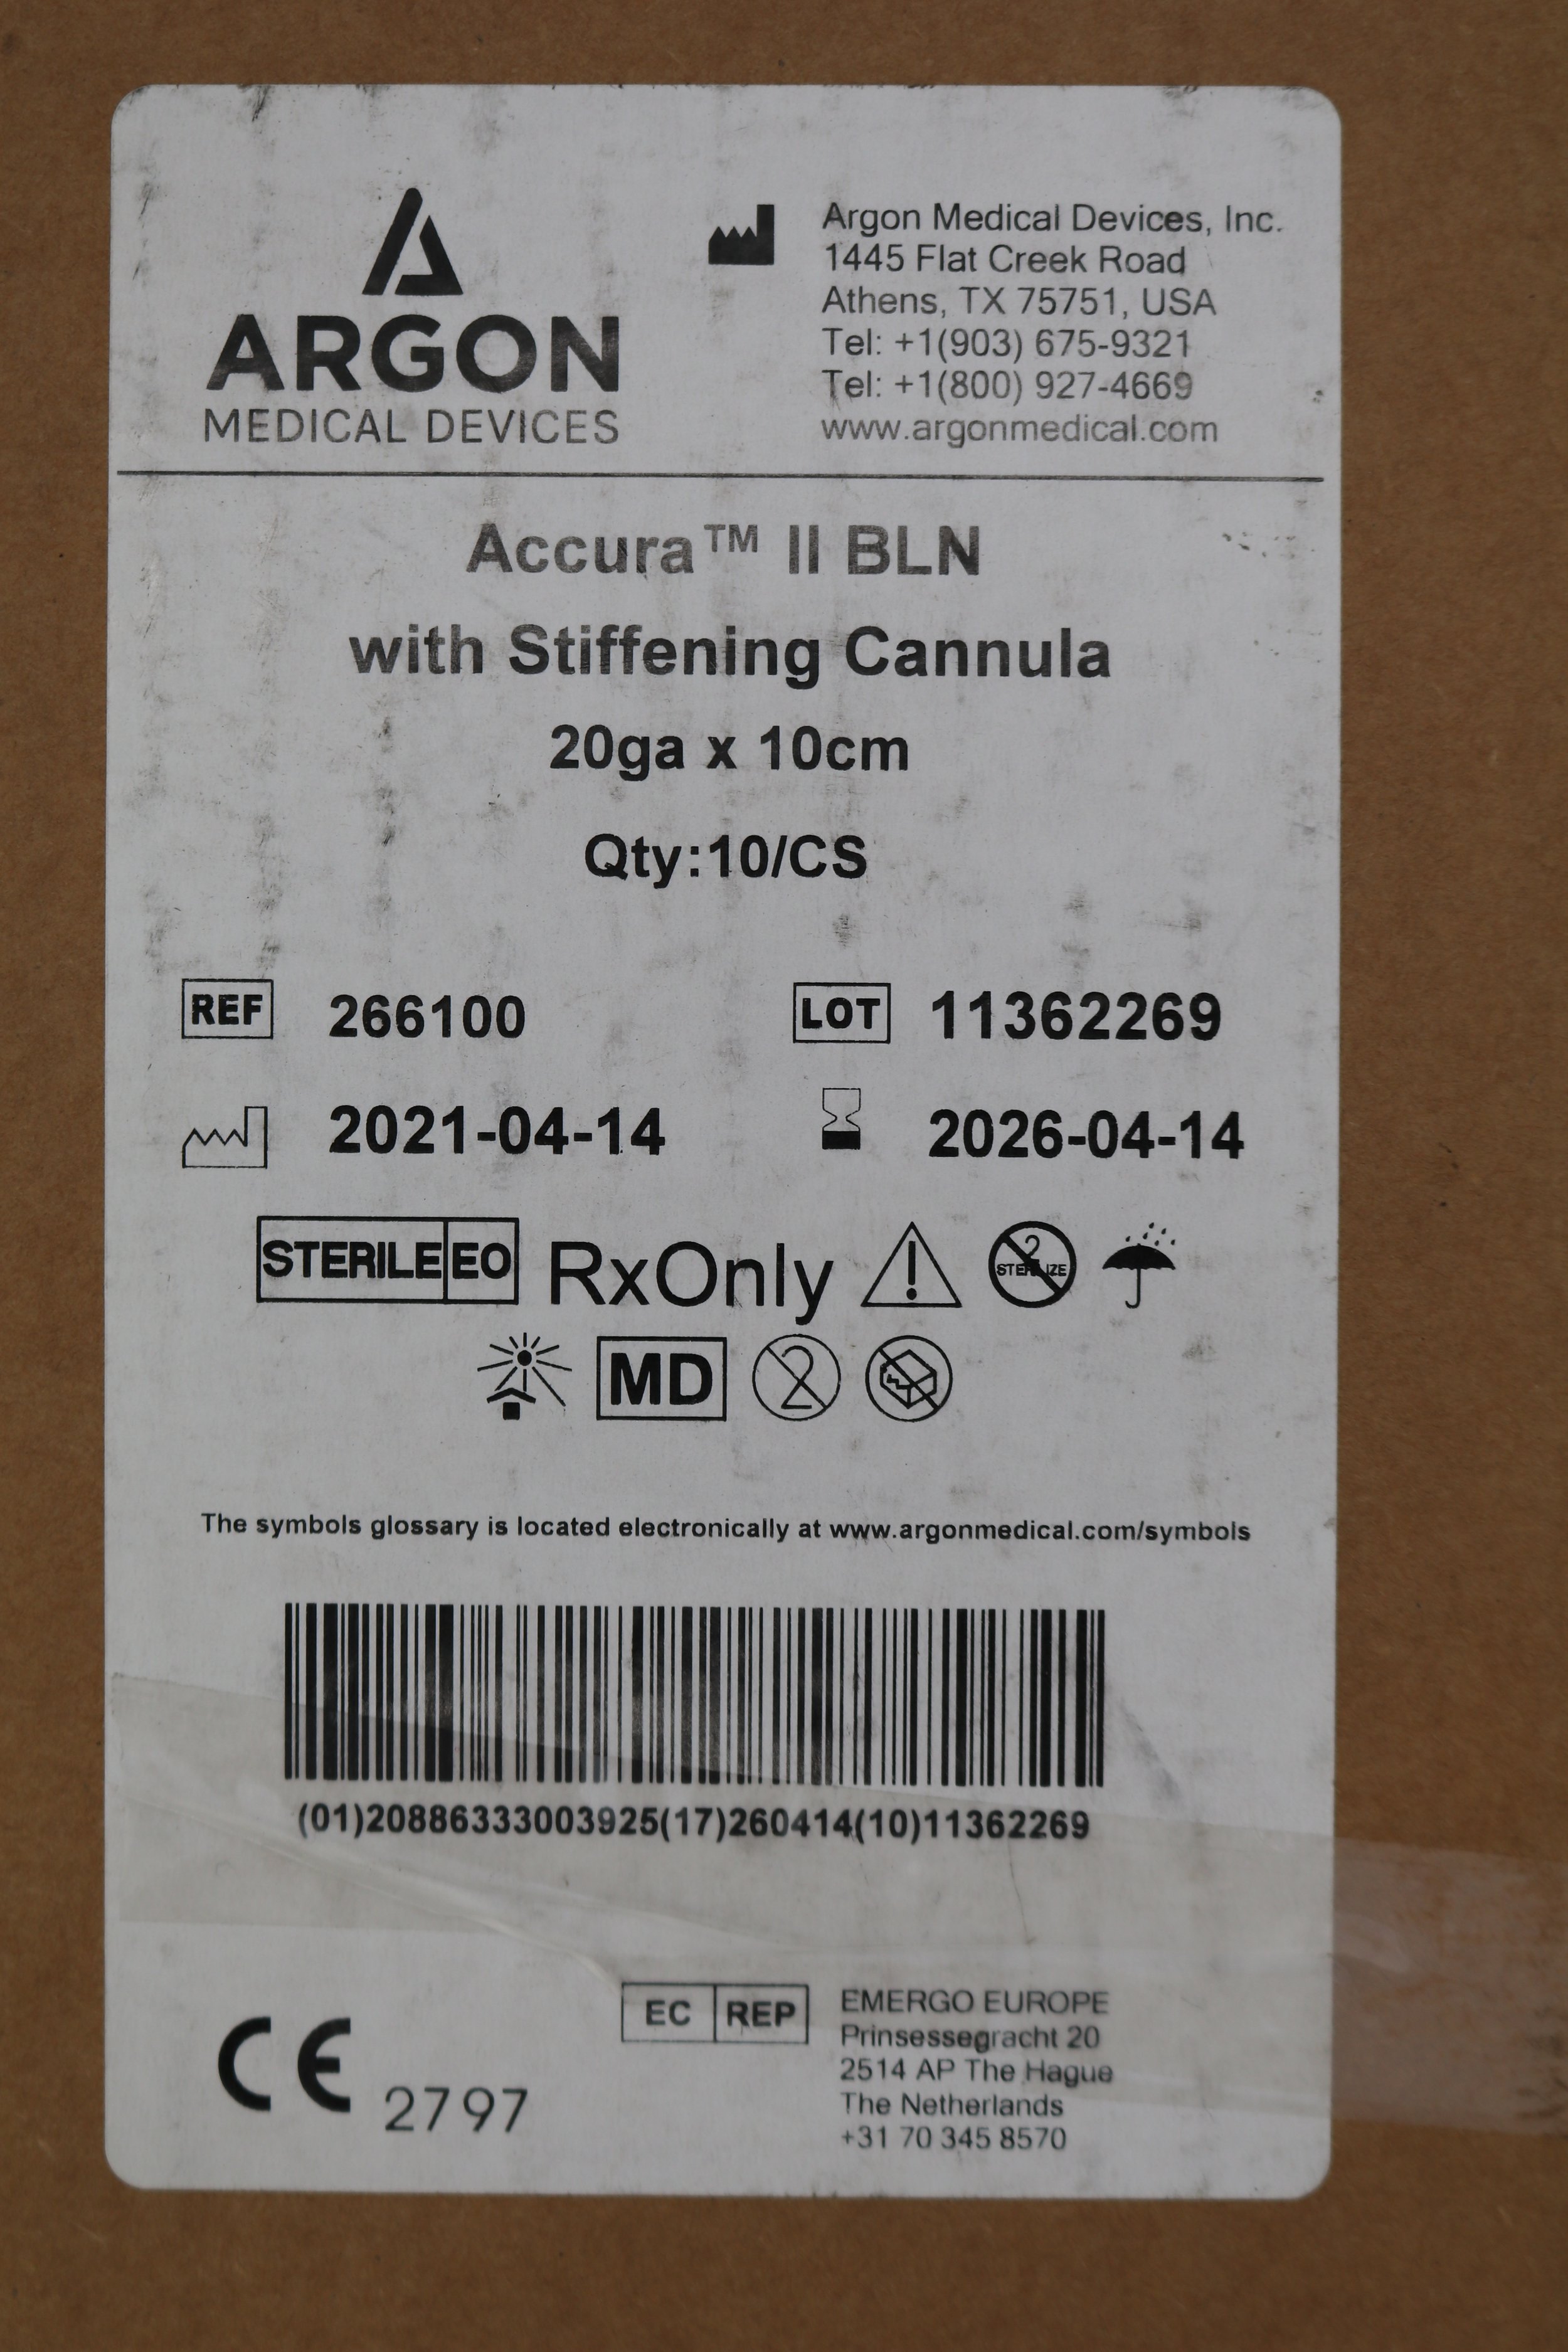 ARGON
MEDICAL DEVICES
Argon Medical Devices, Inc.
1445 Flat Creek Road
Athens, TX 75751, USA
Tel: +1(903) 675-9321
Tel: +1(800) 927-4669
www.argonmedical.com
Accura™ II BLN
with Stiffening Cannula
20ga x 10cm
Qty:10/CS
REF 266100
LOT 11362269
2021-04-14
2026-04-14
STERILE EO RxOnly 2 STERILIZE
MD 2
The symbols glossary is located electronically at www.argonmedical.com/symbols
(01)20886333003925(17)260414(10)11362269
CE 2797
EC REP
EMERGO EUROPE
Prinsessegracht 20
2514 AP The Hague
The Netherlands
+31 70 345 8570